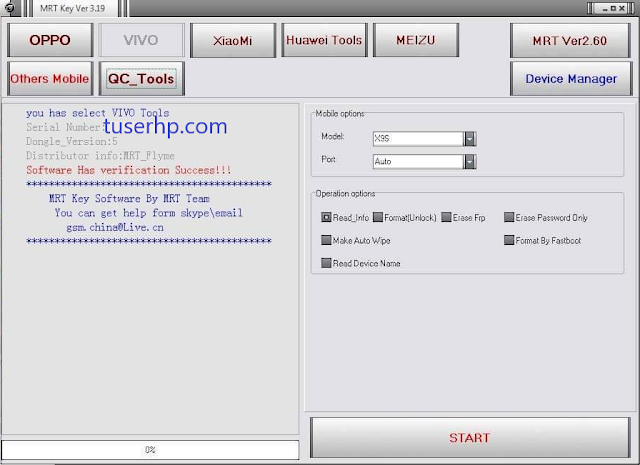 MRT Key Ver 3.19
OPPO
VIVO
XiaoMi
Huawei Tools
MEIZU
MRT Ver2.60
Others Mobile
QC_Tools
Device Manager
you has select VIVO Tools
Serial Number:
tuserhp.com
Dongle_Version:5
Distributor info:MRT_Flyme
Software Has verification Success!!!
*****************************************
MRT Key Software By MRT Team
You can get help form skype\email
gsm.china@Live.cn
*****************************************
Mobile options
Model: X9S
Port: Auto
Operation options
Read_Info Format(Unlock) Erase Frp Erase Password Only
Make Auto Wipe Format By Fastboot
Read Device Name
START
0%